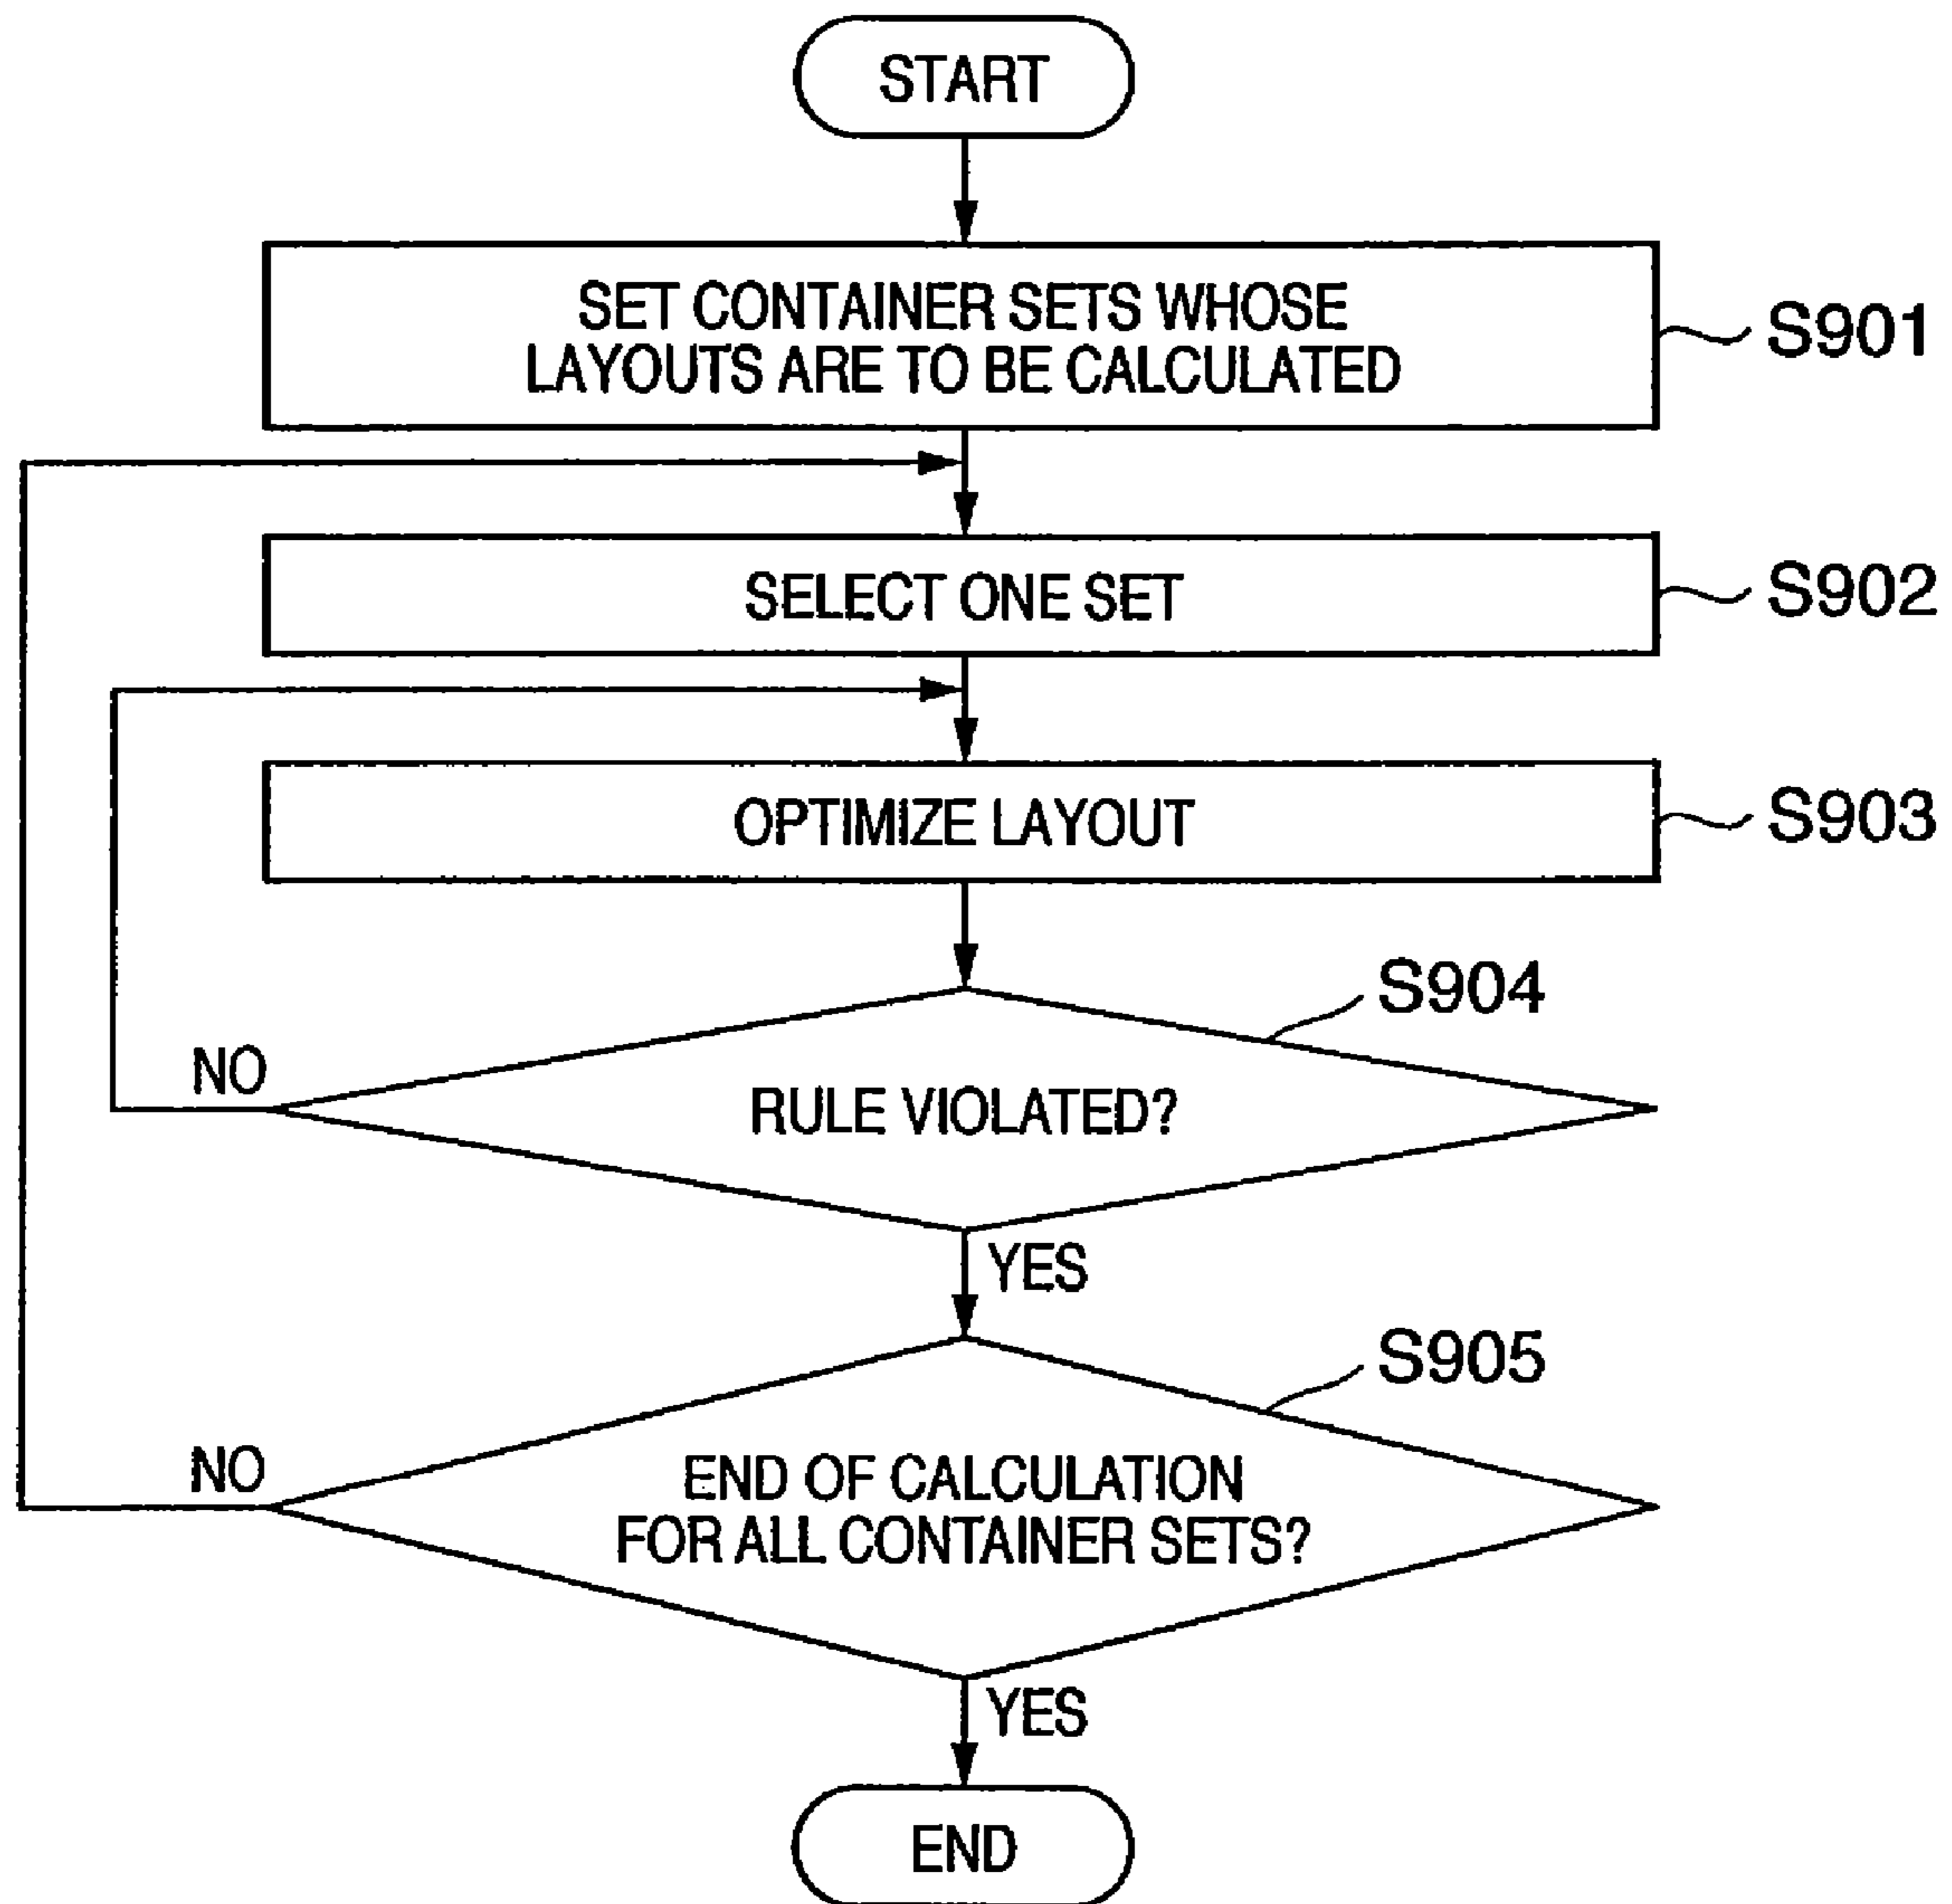 START
SET CONTAINER SETS WHOSE
LAYOUTS ARE TO BE CALCULATED
S901
SELECT ONE SET
S902
OPTIMIZE LAYOUT
S903
S904
NO
RULE VIOLATED?
YES
S905
NO
END OF CALCULATION
FOR ALL CONTAINER SETS?
YES
END